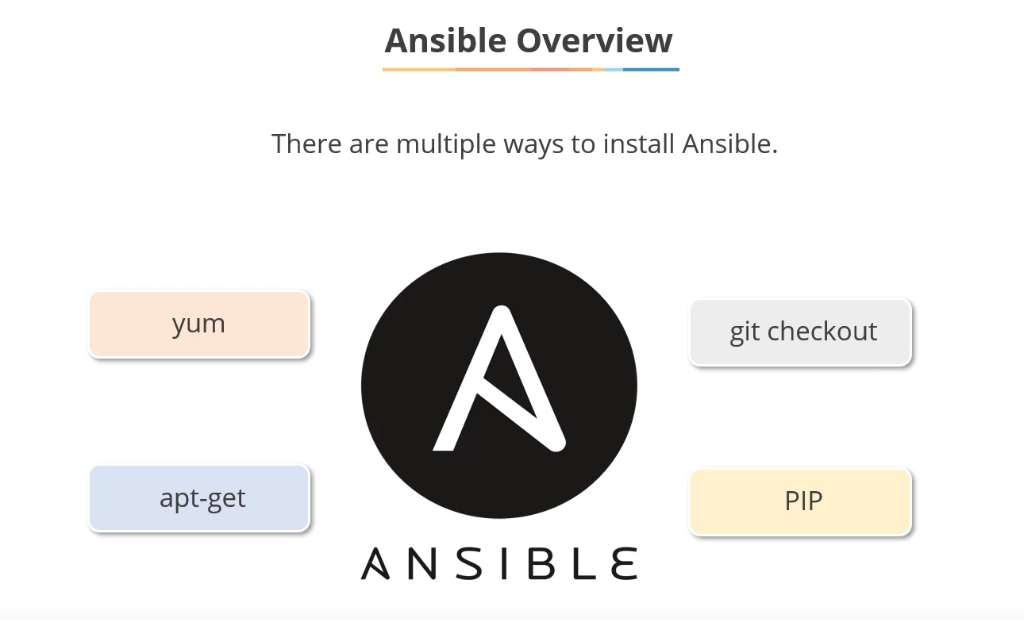 Ansible Overview
There are multiple ways to install Ansible.
yum
git checkout
apt-get
PIP
ANSIBLE